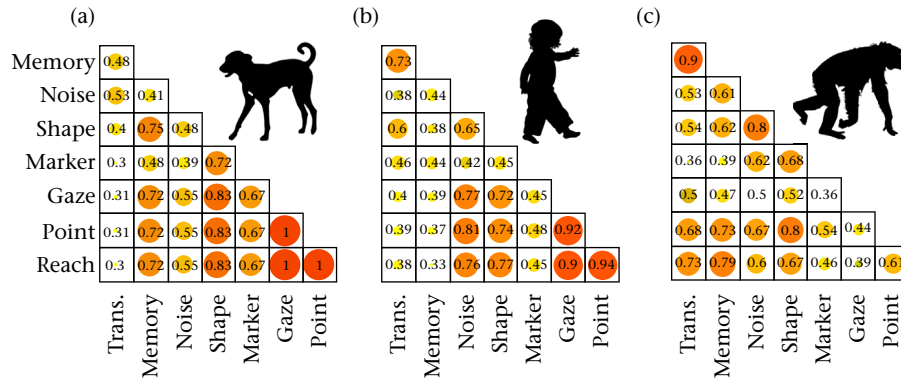 (a) (b) (c)
Memory 0.48 0.73 0.9
Noise 0.53 0.41 0.38 0.44 0.53 0.61
Shape 0.4 0.75 0.48 0.6 0.38 0.65 0.54 0.62 0.8
Marker 0.3 0.48 0.39 0.72 0.46 0.44 0.42 0.45 0.36 0.39 0.62 0.68
Gaze 0.31 0.72 0.55 0.83 0.67 0.4 0.39 0.77 0.72 0.45 0.5 0.47 0.5 0.52 0.36
Point 0.31 0.72 0.55 0.83 0.67 1 0.39 0.37 0.81 0.74 0.48 0.92 0.68 0.73 0.67 0.8 0.54 0.44
Reach 0.3 0.72 0.55 0.83 0.67 1 1 0.38 0.33 0.76 0.77 0.45 0.9 0.94 0.73 0.79 0.6 0.67 0.46 0.39 0.61
Trans. Memory Noise Shape Marker Gaze Point Trans. Memory Noise Shape Marker Gaze Point Trans. Memory Noise Shape Marker Gaze Point